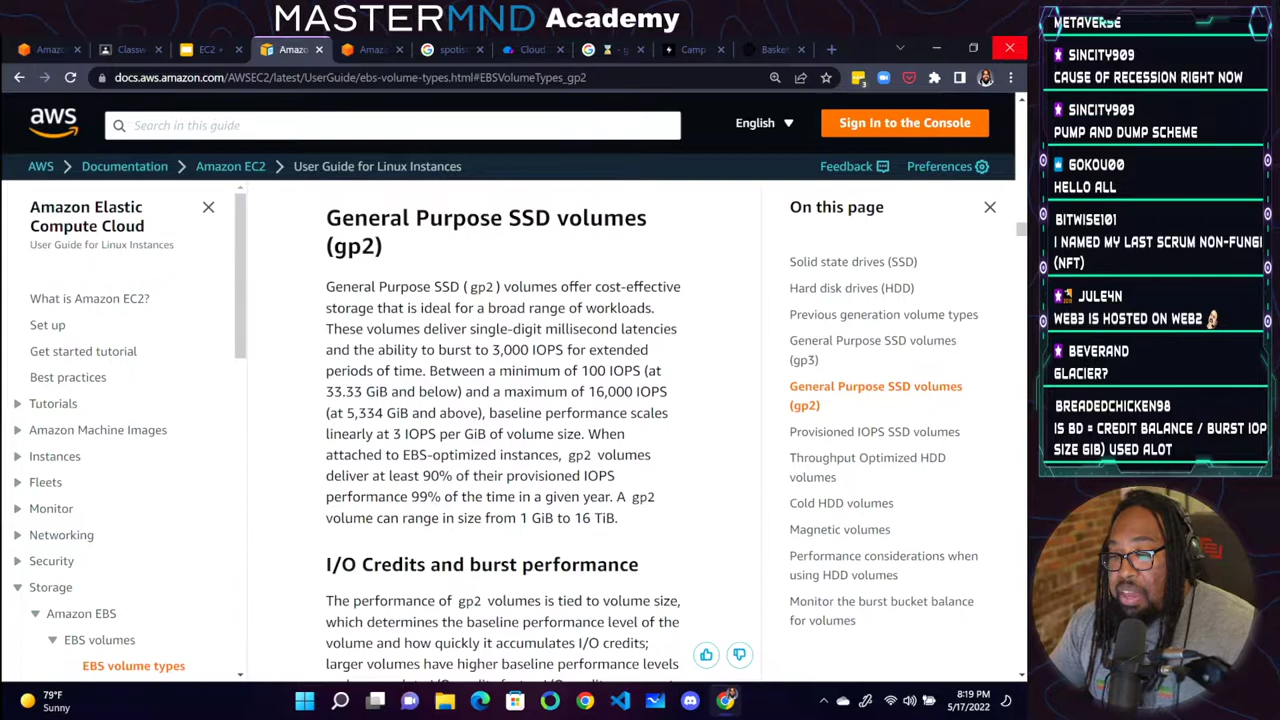 MASTERMND Academy
Amazo
Classw
EC2 +
Amazo
Amaz
spotis
Cloud
- g
Camp
Basket
docs.aws.amazon.com/AWSEC2/latest/UserGuide/ebs-volume-types.html#EBSVolumeTypes_gp2
3
aws
Search in this guide
English
Sign In to the Console
AWS
Documentation
Amazon EC2
User Guide for Linux Instances
Feedback
Preferences
Amazon Elastic
Compute Cloud
User Guide for Linux Instances
What is Amazon EC2?
Set up
Get started tutorial
Best practices
Tutorials
Amazon Machine Images
Instances
Fleets
Monitor
Networking
Security
Storage
Amazon EBS
EBS volumes
EBS volume types
General Purpose SSD volumes
(gp2)
General Purpose SSD (gp2) volumes offer cost-effective
storage that is ideal for a broad range of workloads.
These volumes deliver single-digit millisecond latencies
and the ability to burst to 3,000 IOPS for extended
periods of time. Between a minimum of 100 IOPS (at
33.33 GiB and below) and a maximum of 16,000 IOPS
(at 5,334 GiB and above), baseline performance scales
linearly at 3 IOPS per GiB of volume size. When
attached to EBS-optimized instances, gp2 volumes
deliver at least 90% of their provisioned IOPS
performance 99% of the time in a given year. A gp2
volume can range in size from 1 GiB to 16 TiB.
I/O Credits and burst performance
The performance of gp2 volumes is tied to volume size,
which determines the baseline performance level of the
volume and how quickly it accumulates I/O credits;
larger volumes have higher baseline performance levels
On this page
Solid state drives (SSD)
Hard disk drives (HDD)
Previous generation volume types
General Purpose SSD volumes
(gp3)
General Purpose SSD volumes
(gp2)
Provisioned IOPS SSD volumes
Throughput Optimized HDD
volumes
Cold HDD volumes
Magnetic volumes
Performance considerations when
using HDD volumes
Monitor the burst bucket balance
for volumes
METAVERSE
SINCITY909
CAUSE OF RECESSION RIGHT NOW
SINCITY909
PUMP AND DUMP SCHEME
GOKOU00
HELLO ALL
BITWISE101
I NAMED MY LAST SCRUM NON-FUNGI
(NFT)
JULE4N
WEB3 IS HOSTED ON WEB2
BEVERAND
GLACIER?
BREADEDCHICKEN98
IS BD = CREDIT BALANCE / BURST IOP
SIZE GIB) USED ALOT
79°F
Sunny
8:19 PM
5/17/2022